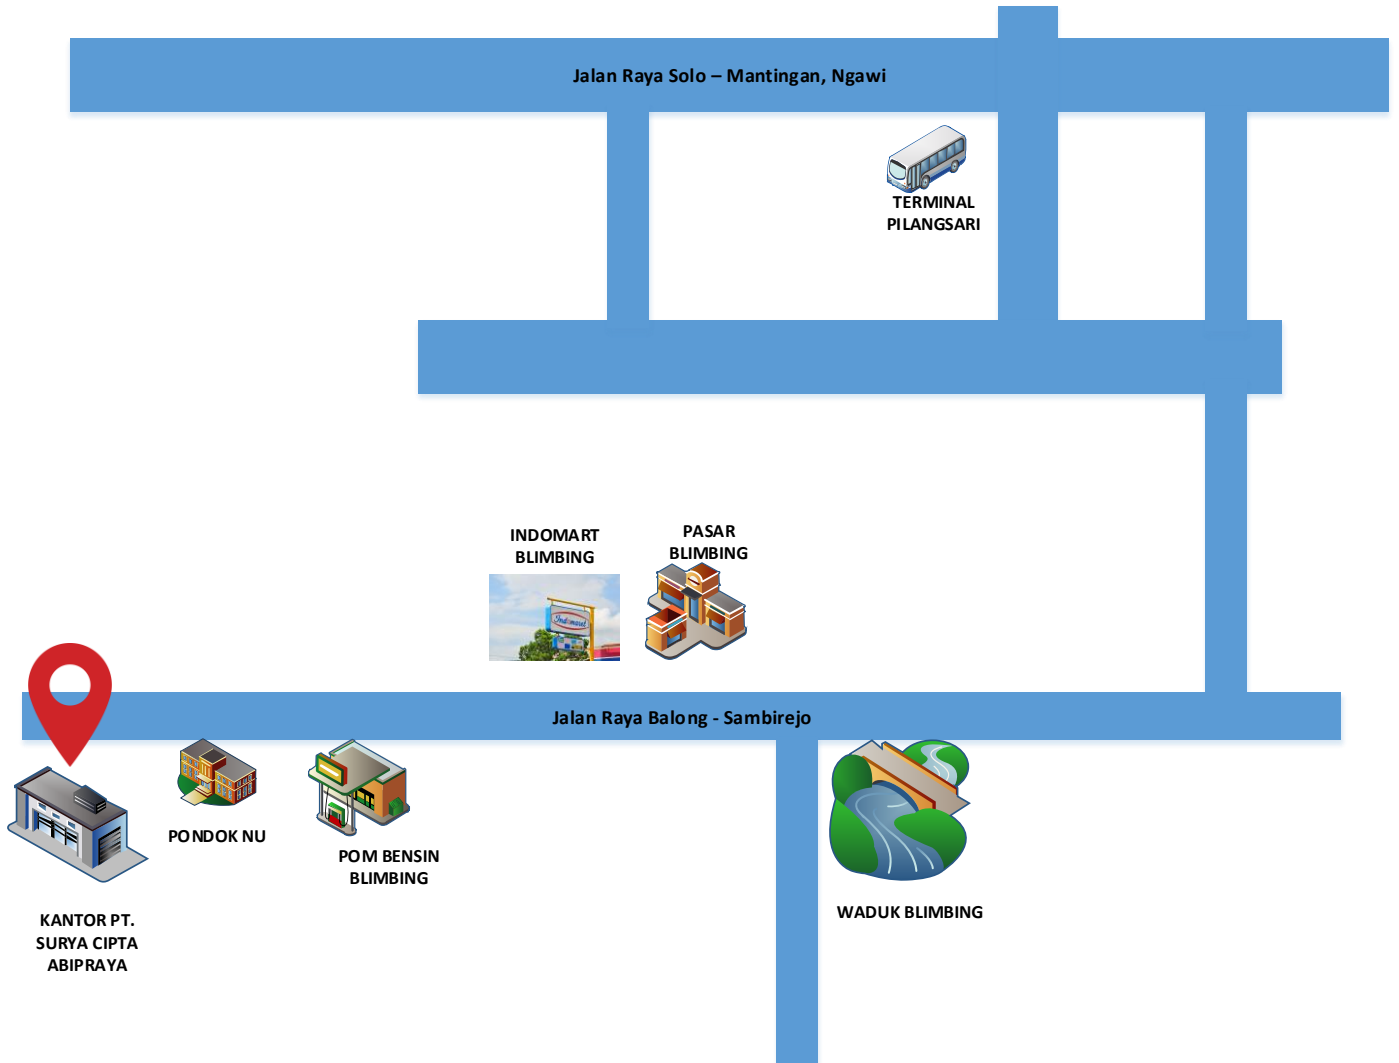 Jalan Raya Solo – Mantingan, Ngawi
TERMINAL
PILANGSARI
INDOMART
BLIMBING
PASAR
BLIMBING
Indomaret
Jalan Raya Balong - Sambirejo
PONDOK NU
POM BENSIN
BLIMBING
WADUK BLIMBING
KANTOR PT.
SURYA CIPTA
ABIPRAYA